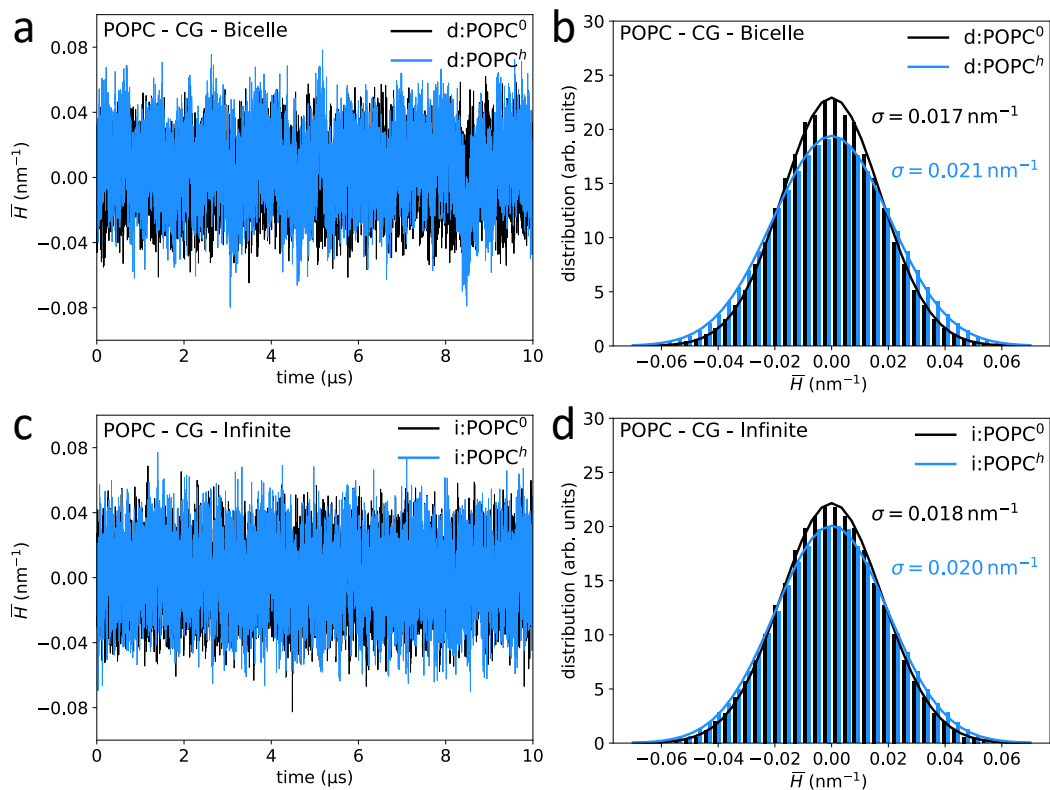 a
POPC - CG - Bicelle
d:POPC⁰
d:POPCʰ
0.08
0.04
0.00
−0.04
−0.08
H̅ (nm⁻¹)
0
2
4
6
8
10
time (μs)
b
POPC - CG - Bicelle
d:POPC⁰
d:POPCʰ
σ = 0.017 nm⁻¹
σ = 0.021 nm⁻¹
30
25
20
15
10
5
0
distribution (arb. units)
−0.06
−0.04
−0.02
0.00
0.02
0.04
0.06
H̅ (nm⁻¹)
c
POPC - CG - Infinite
i:POPC⁰
i:POPCʰ
0.08
0.04
0.00
−0.04
−0.08
H̅ (nm⁻¹)
0
2
4
6
8
10
time (μs)
d
POPC - CG - Infinite
i:POPC⁰
i:POPCʰ
σ = 0.018 nm⁻¹
σ = 0.020 nm⁻¹
30
25
20
15
10
5
0
distribution (arb. units)
−0.06
−0.04
−0.02
0.00
0.02
0.04
0.06
H̅ (nm⁻¹)